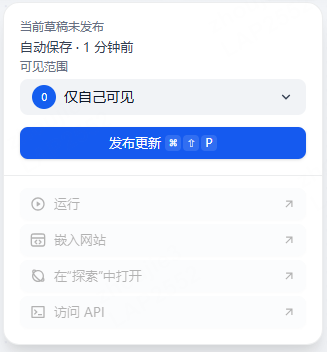 当前草稿未发布
自动保存 · 1 分钟前
可见范围
0 仅自己可见
发布更新 ⌘ ⇧ P
运行
嵌入网站
在“探索”中打开
访问 API